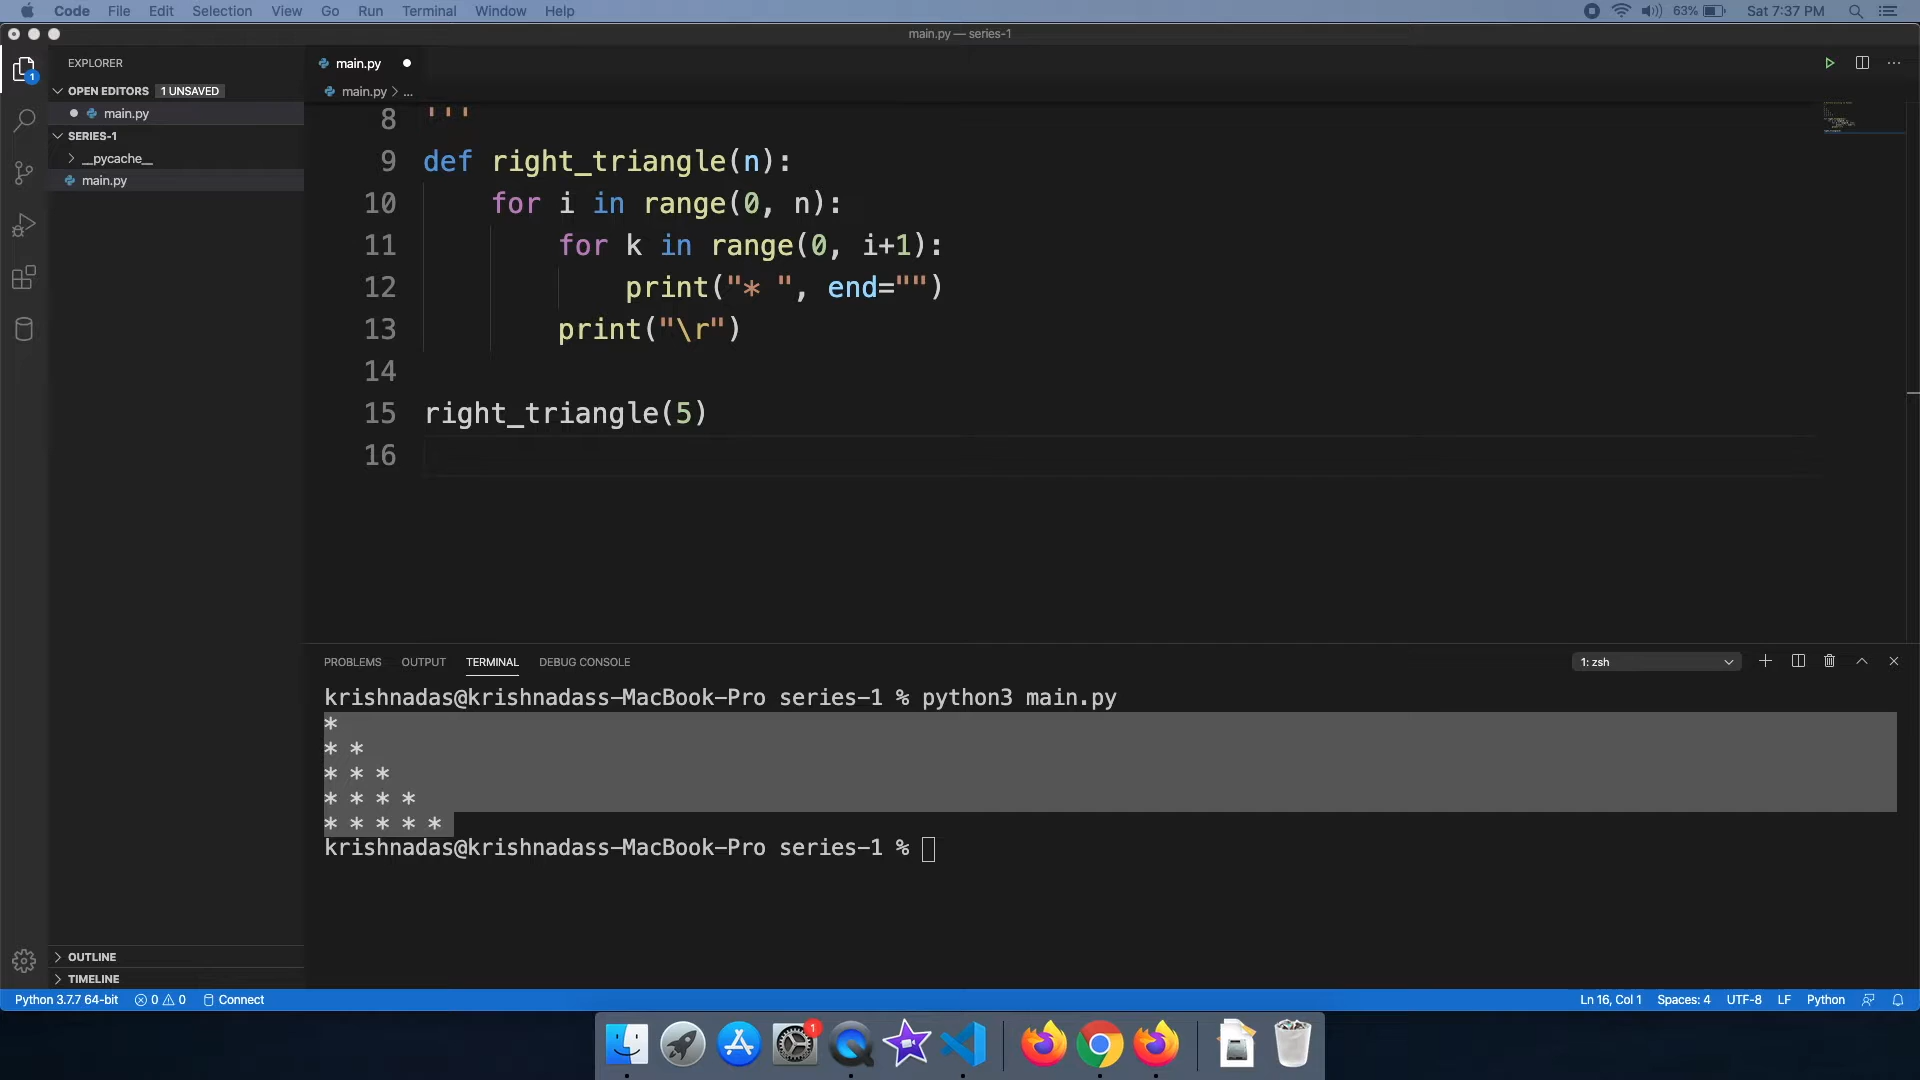 Code File Edit Selection View Go Run Terminal Window Help 63% Sat 7:37 PM
main.py — series-1
EXPLORER
OPEN EDITORS 1 UNSAVED
main.py
SERIES-1
__pycache__
main.py
OUTLINE
TIMELINE
1
main.py
main.py > ...
8 '''
9 def right_triangle(n):
10 for i in range(0, n):
11 for k in range(0, i+1):
12 print("* ", end="")
13 print("\r")
14
15 right_triangle(5)
16
PROBLEMS OUTPUT TERMINAL DEBUG CONSOLE 1: zsh
krishnadas@krishnadass-MacBook-Pro series-1 % python3 main.py
*
* *
* * *
* * * *
* * * * *
krishnadas@krishnadass-MacBook-Pro series-1 %
Python 3.7.7 64-bit 0 0 Connect Ln 16, Col 1 Spaces: 4 UTF-8 LF Python
1